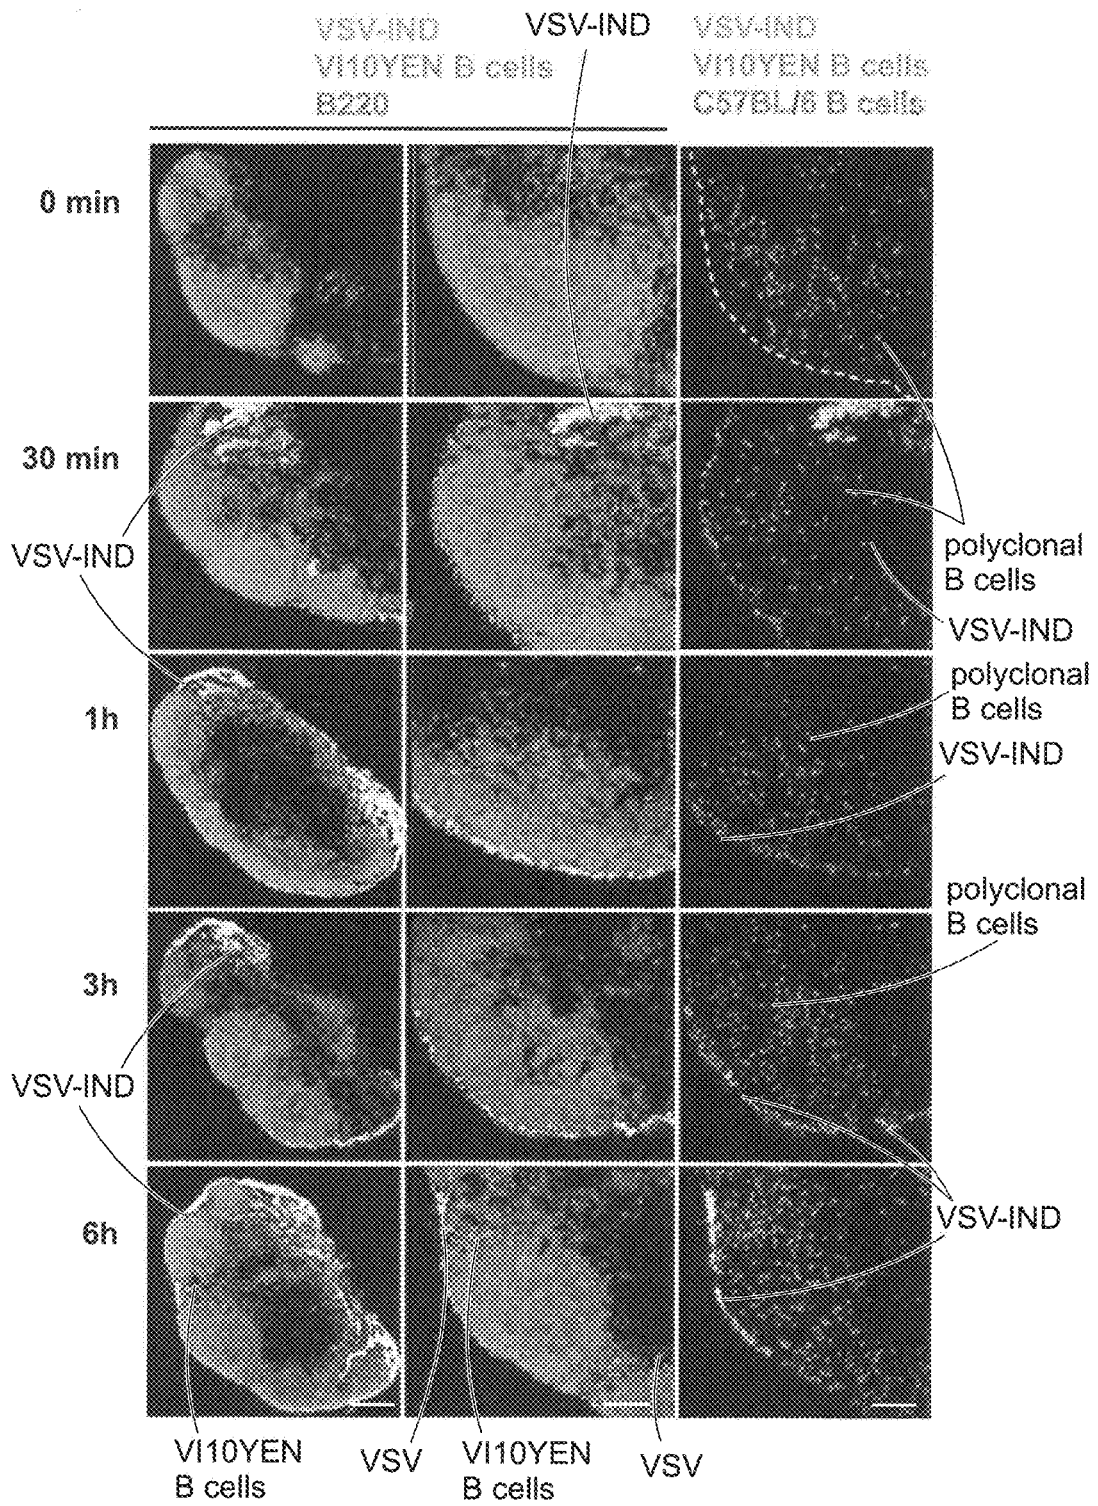 VSV-IND
VI10YEN B cells
B220
VSV-IND
VSV-IND
VI10YEN B cells
C57BL/6 B cells
0 min
30 min
VSV-IND
polyclonal
B cells
VSV-IND
1h
polyclonal
B cells
VSV-IND
3h
polyclonal
B cells
VSV-IND
6h
VSV-IND
VI10YEN
B cells
VSV
VI10YEN
B cells
VSV